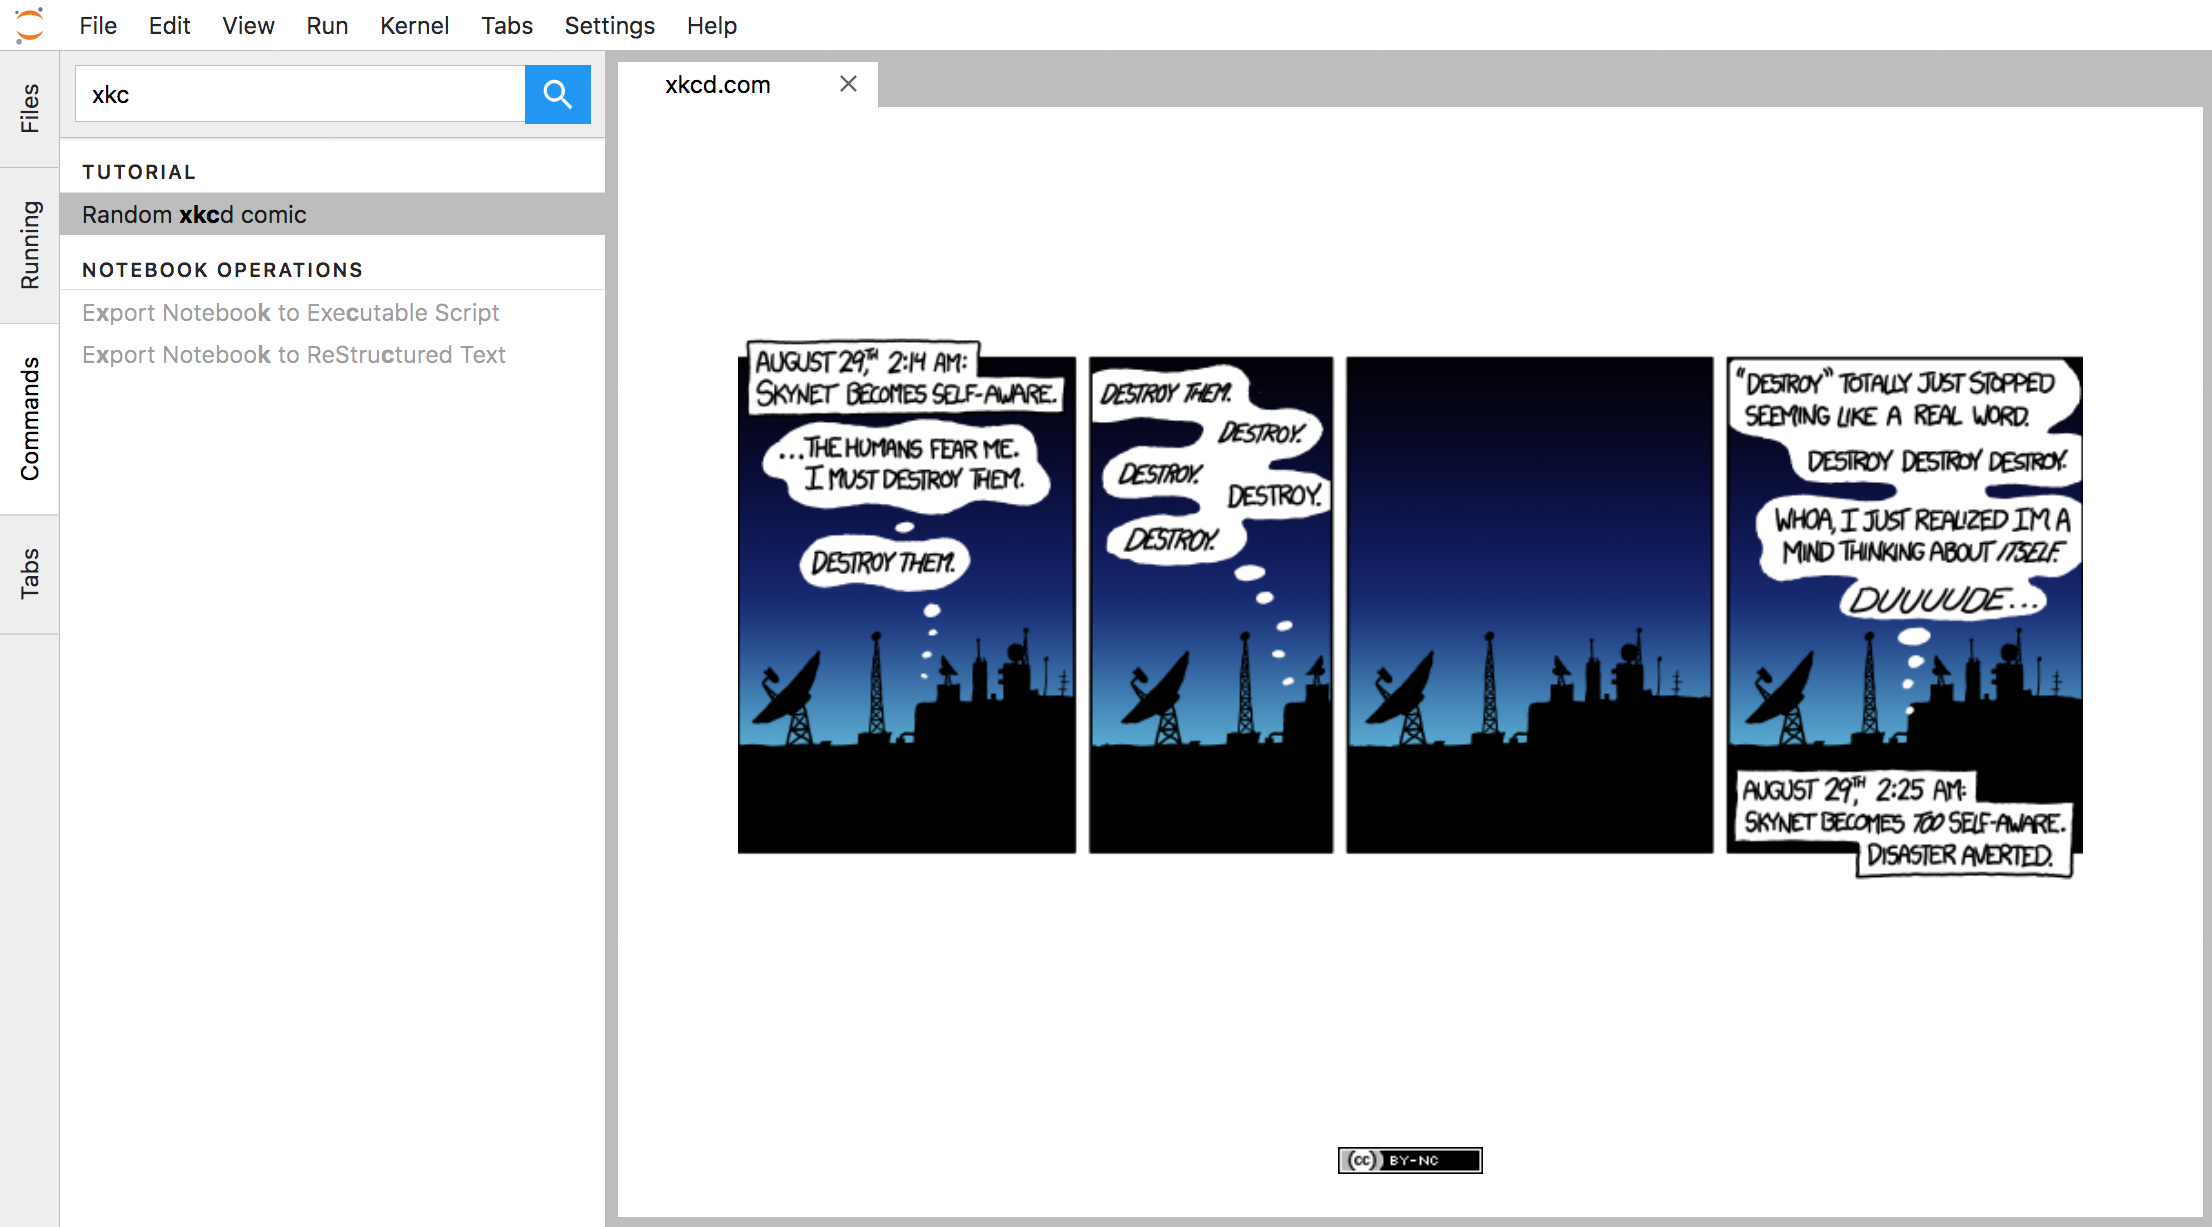 File Edit View Run Kernel Tabs Settings Help
Files
Running
Commands
Tabs
xkc
TUTORIAL
Random xkcd comic
NOTEBOOK OPERATIONS
Export Notebook to Executable Script
Export Notebook to ReStructured Text
xkcd.com
AUGUST 29TH, 2:14 AM:
SKYNET BECOMES SELF-AWARE.
...THE HUMANS FEAR ME.
I MUST DESTROY THEM.
DESTROY THEM.
DESTROY THEM.
DESTROY.
DESTROY.
DESTROY.
DESTROY.
"DESTROY" TOTALLY JUST STOPPED
SEEMING LIKE A REAL WORD.
DESTROY DESTROY DESTROY.
WHOA, I JUST REALIZED I'M A
MIND THINKING ABOUT ITSELF.
DUUUUDE...
AUGUST 29TH, 2:25 AM:
SKYNET BECOMES TOO SELF-AWARE.
DISASTER AVERTED.
(cc) BY-NC